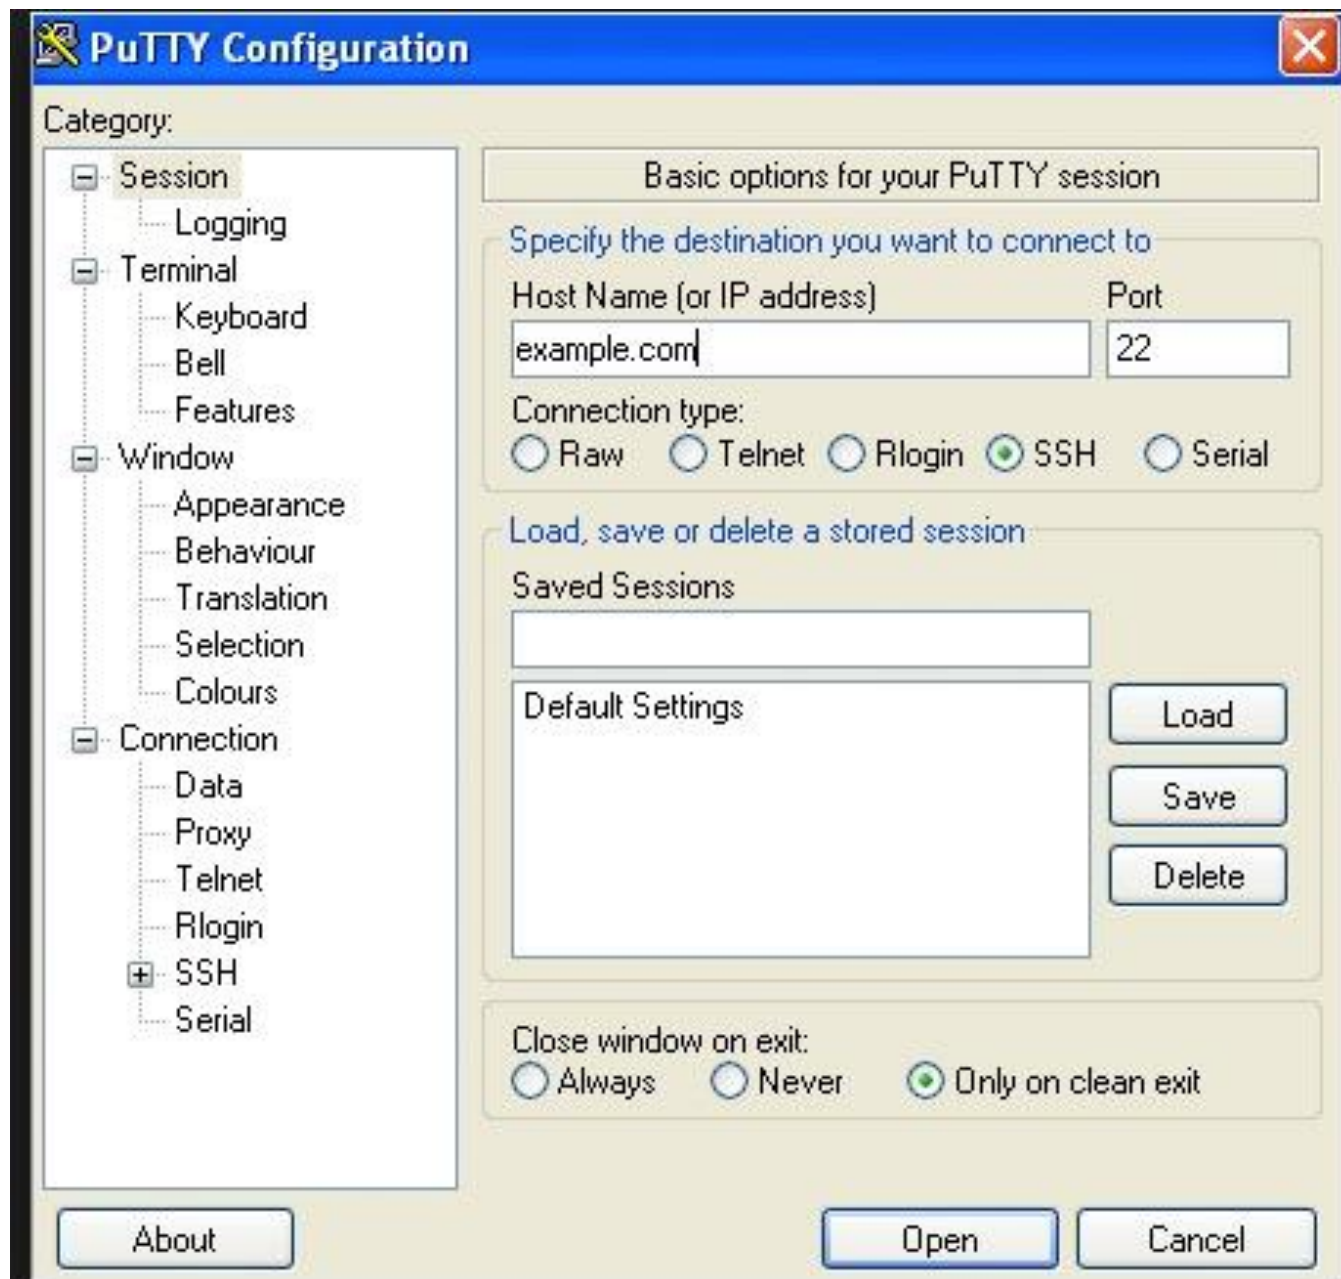 PuTTY Configuration
Category:
Session
Logging
Terminal
Keyboard
Bell
Features
Window
Appearance
Behaviour
Translation
Selection
Colours
Connection
Data
Proxy
Telnet
Rlogin
SSH
Serial
Basic options for your PuTTY session
Specify the destination you want to connect to
Host Name (or IP address) Port
example.com 22
Connection type:
Raw Telnet Rlogin SSH Serial
Load, save or delete a stored session
Saved Sessions
Default Settings
Load
Save
Delete
Close window on exit:
Always Never Only on clean exit
About Open Cancel